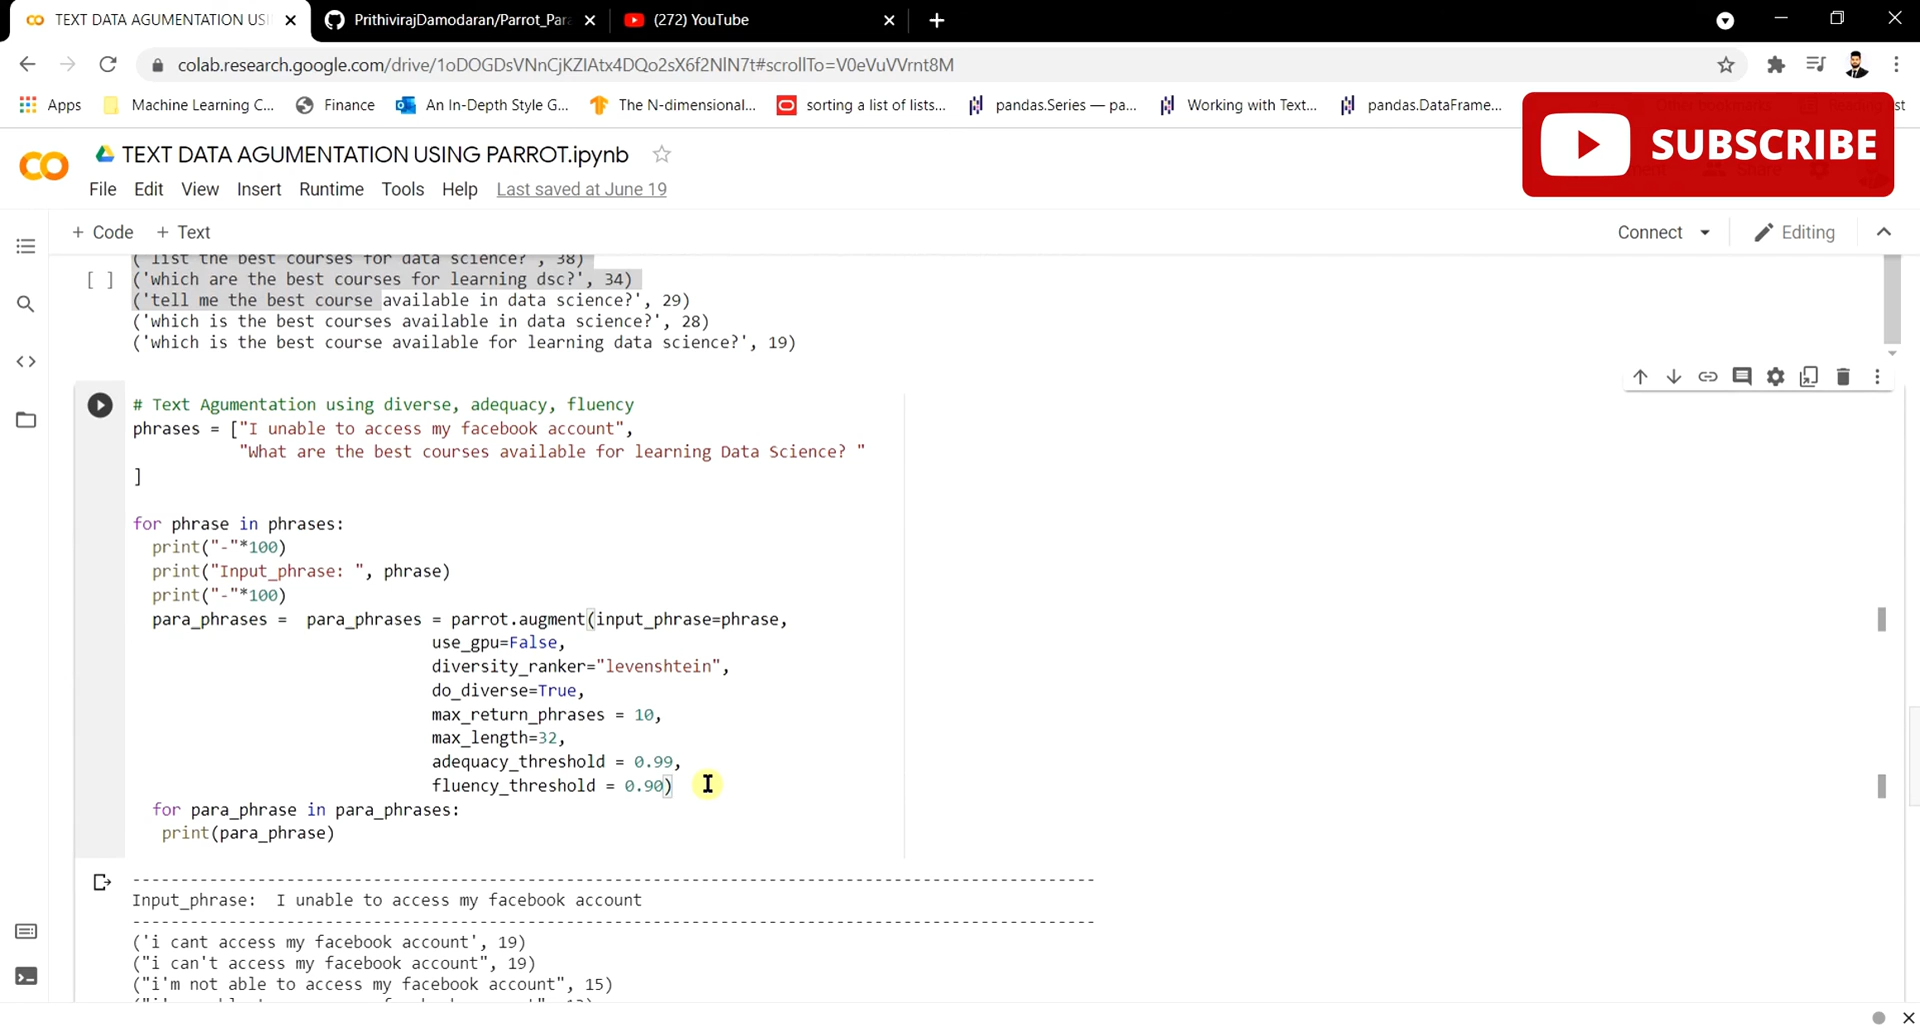 TEXT DATA AGUMENTATION USI
PrithivirajDamodaran/Parrot_Par
(272) YouTube
colab.research.google.com/drive/1oDOGDsVNnCjKZIAtx4DQo2sX6f2NlN7t#scrollTo=V0eVuVVrnt8M
Apps
Machine Learning C...
Finance
An In-Depth Style G...
The N-dimensional...
sorting a list of lists...
pandas.Series — pa...
Working with Text...
pandas.DataFrame...
SUBSCRIBE
TEXT DATA AGUMENTATION USING PARROT.ipynb
File Edit View Insert Runtime Tools Help Last saved at June 19
+ Code + Text
Connect
Editing
('list the best courses for data science?', 38)
[ ] ('which are the best courses for learning dsc?', 34)
('tell me the best course available in data science?', 29)
('which is the best courses available in data science?', 28)
('which is the best course available for learning data science?', 19)
# Text Agumentation using diverse, adequacy, fluency
phrases = ["I unable to access my facebook account",
"What are the best courses available for learning Data Science? "
]
for phrase in phrases:
print("-"*100)
print("Input_phrase: ", phrase)
print("-"*100)
para_phrases =  para_phrases = parrot.augment(input_phrase=phrase,
use_gpu=False,
diversity_ranker="levenshtein",
do_diverse=True,
max_return_phrases = 10,
max_length=32,
adequacy_threshold = 0.99,
fluency_threshold = 0.90)
for para_phrase in para_phrases:
print(para_phrase)
----------------------------------------------------------------------------------------------------
Input_phrase:  I unable to access my facebook account
----------------------------------------------------------------------------------------------------
('i cant access my facebook account', 19)
("i can't access my facebook account", 19)
("i'm not able to access my facebook account", 15)